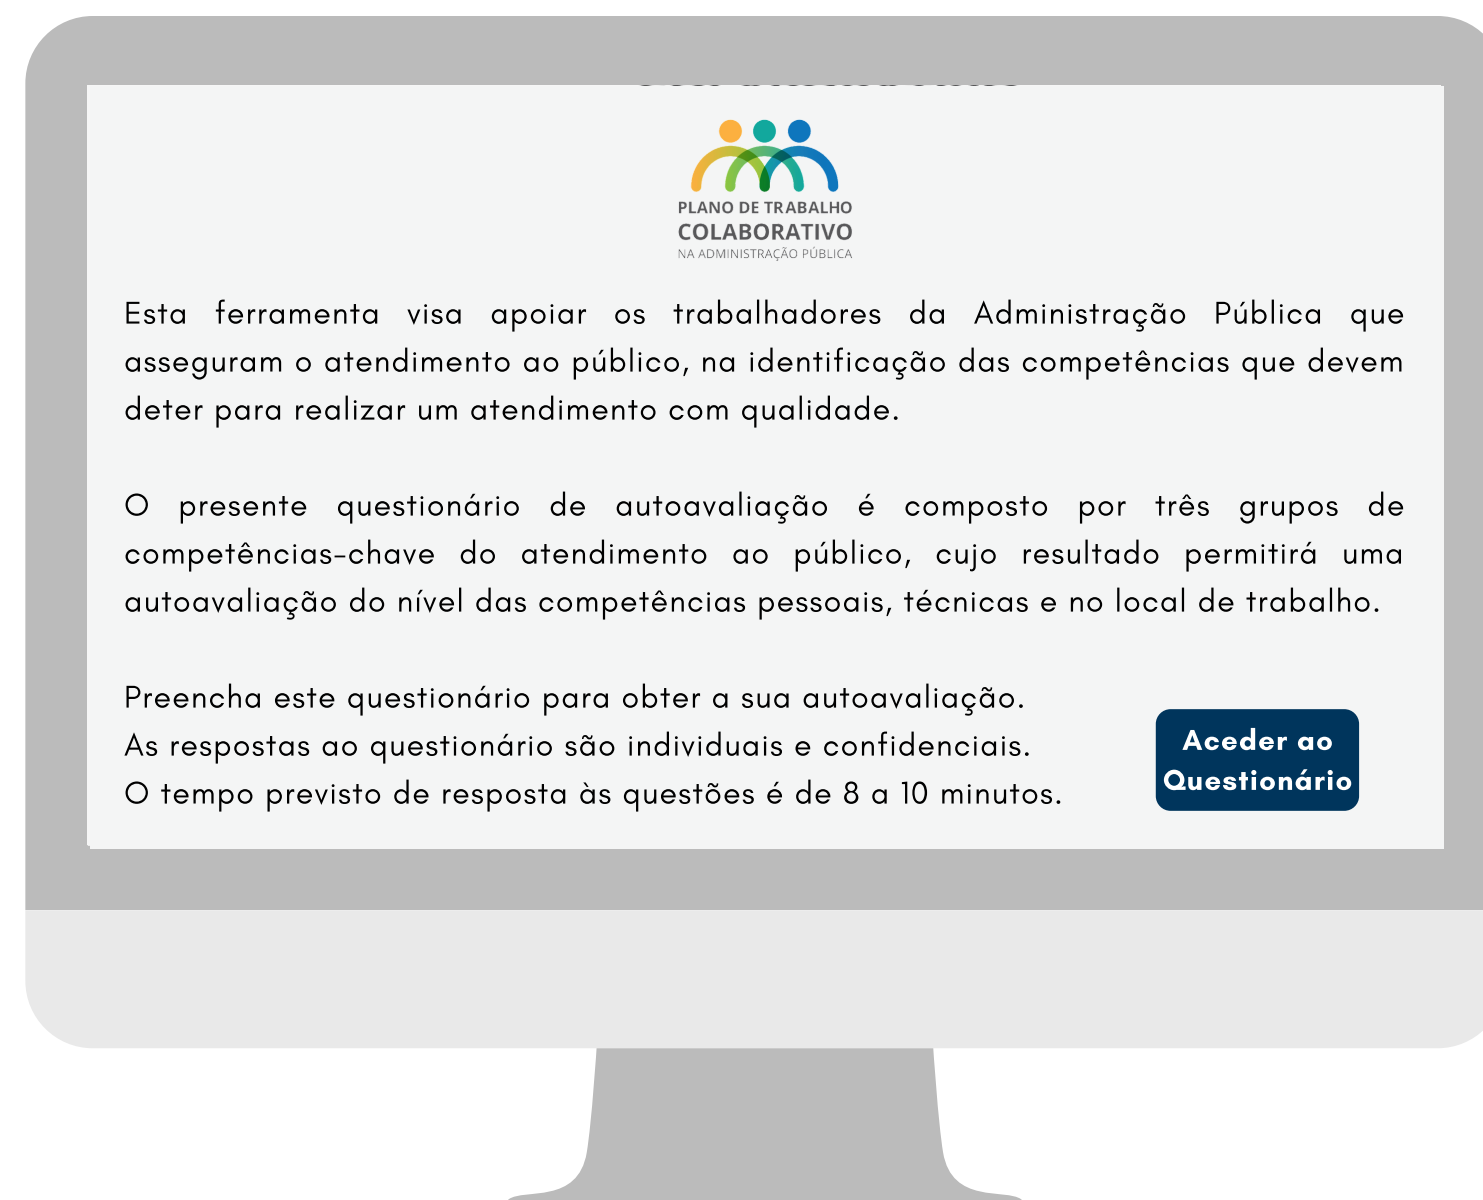 PLANO DE TRABALHO
COLABORATIVO
NA ADMINISTRAÇÃO PÚBLICA
Esta ferramenta visa apoiar os trabalhadores da Administração Pública que
asseguram o atendimento ao público, na identificação das competências que devem
deter para realizar um atendimento com qualidade.
O presente questionário de autoavaliação é composto por três grupos de
competências-chave do atendimento ao público, cujo resultado permitirá uma
autoavaliação do nível das competências pessoais, técnicas e no local de trabalho.
Preencha este questionário para obter a sua autoavaliação.
As respostas ao questionário são individuais e confidenciais.
O tempo previsto de resposta às questões é de 8 a 10 minutos.
Aceder ao
Questionário